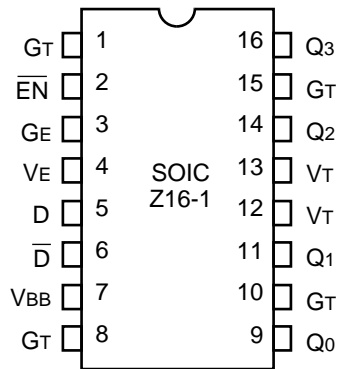 GT 1 16 Q3
E̅N̅ 2 15 GT
GE 3 14 Q2
VE 4 SOIC 13 VT
Z16-1
D 5 12 VT
D̅ 6 11 Q1
VBB 7 10 GT
GT 8 9 Q0